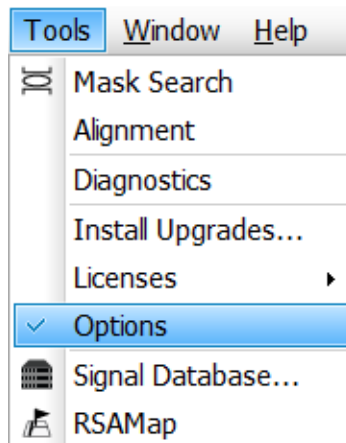 Tools Window Help
Mask Search
Alignment
Diagnostics
Install Upgrades...
Licenses
Options
Signal Database...
RSAMap